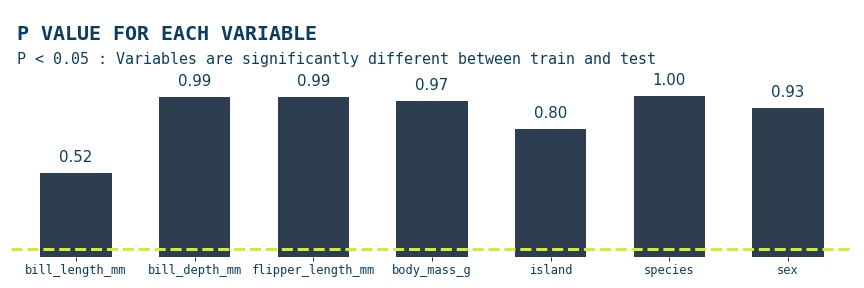 P VALUE FOR EACH VARIABLE
P < 0.05 : Variables are significantly different between train and test
0.52 0.99 0.99 0.97 0.80 1.00 0.93
bill_length_mm bill_depth_mm flipper_length_mm body_mass_g island species sex